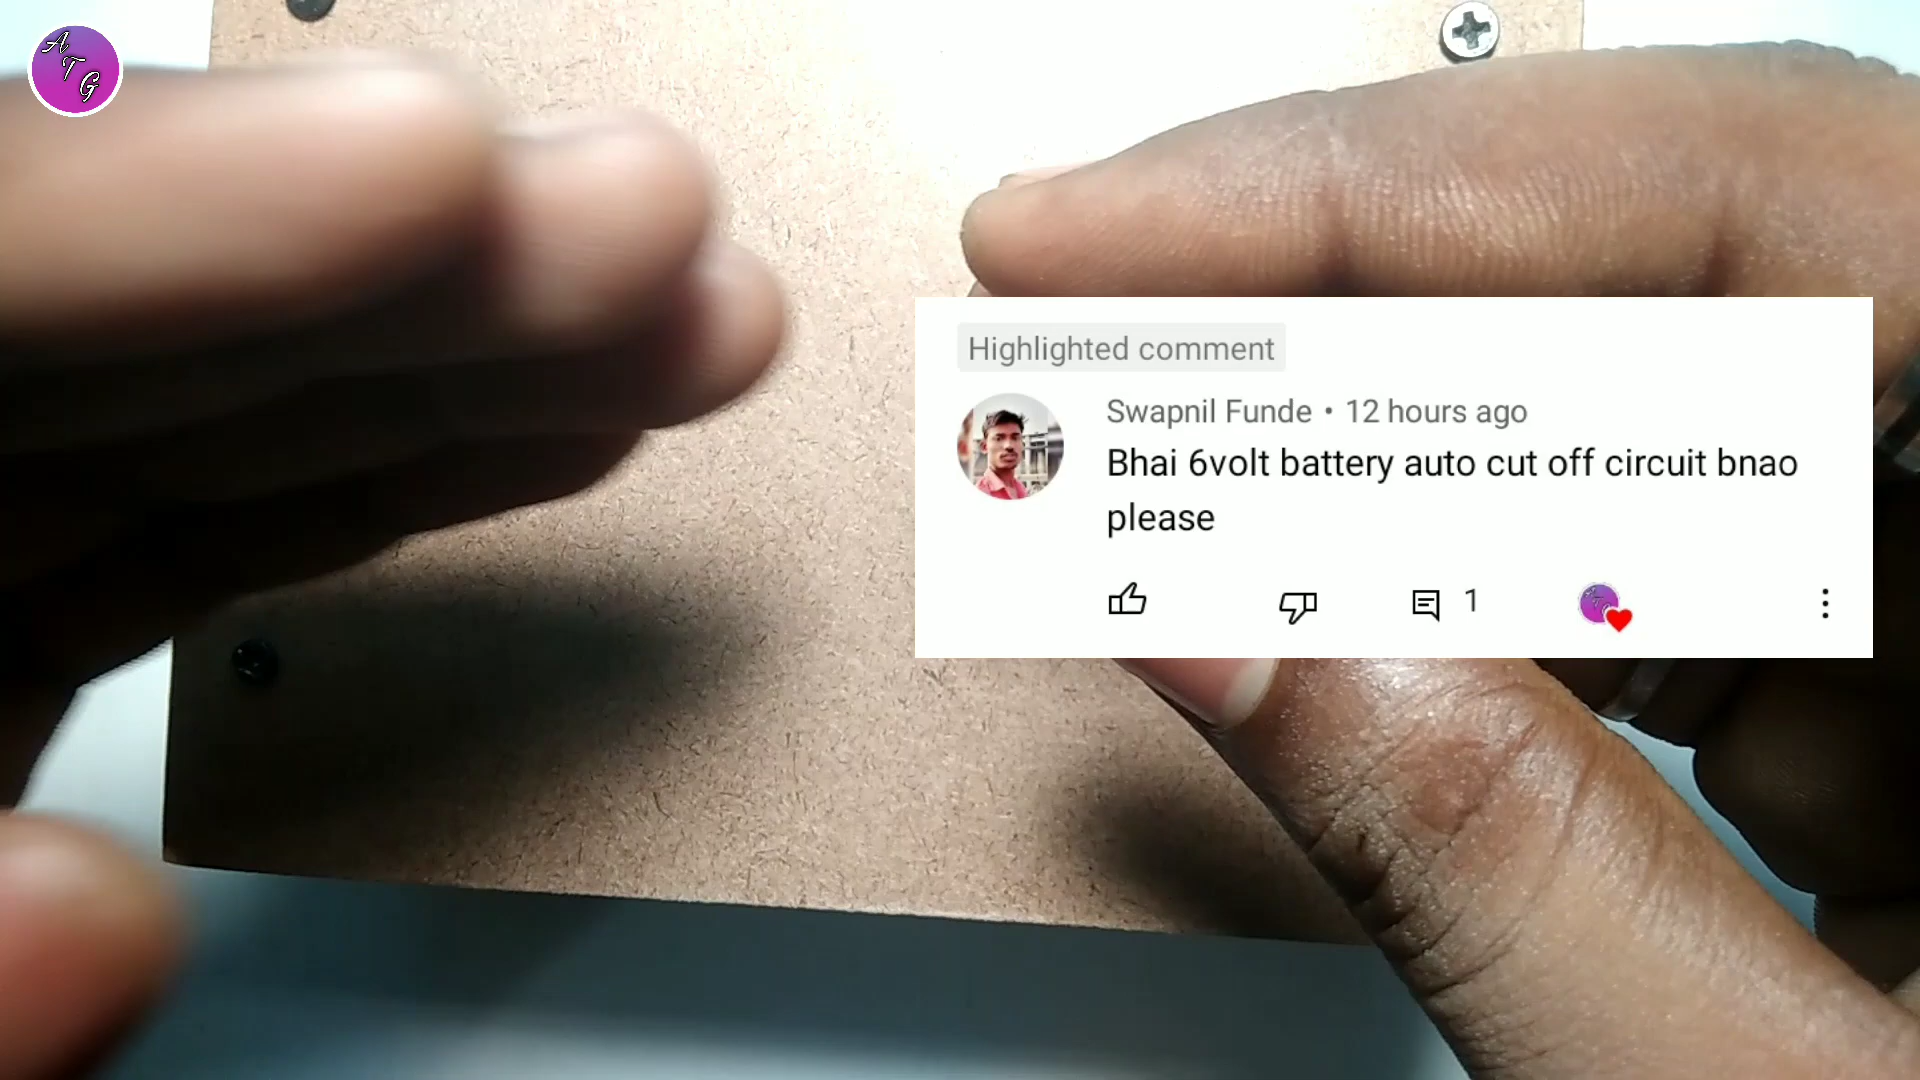 A
T
G
Highlighted comment
Swapnil Funde • 12 hours ago
Bhai 6volt battery auto cut off circuit bnao
please
1